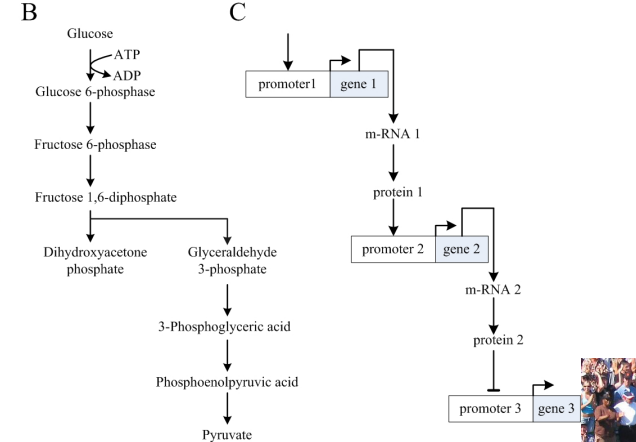 B
Glucose
ATP
ADP
Glucose 6-phosphate
Fructose 6-phosphate
Fructose 1,6-diphosphate
Dihydroxyacetone
phosphate
Glyceraldehyde
3-phosphate
3-Phosphoglyceric acid
Phosphoenolpyruvic acid
Pyruvate
C
promoter1
gene 1
m-RNA 1
protein 1
promoter 2
gene 2
m-RNA 2
protein 2
promoter 3
gene 3